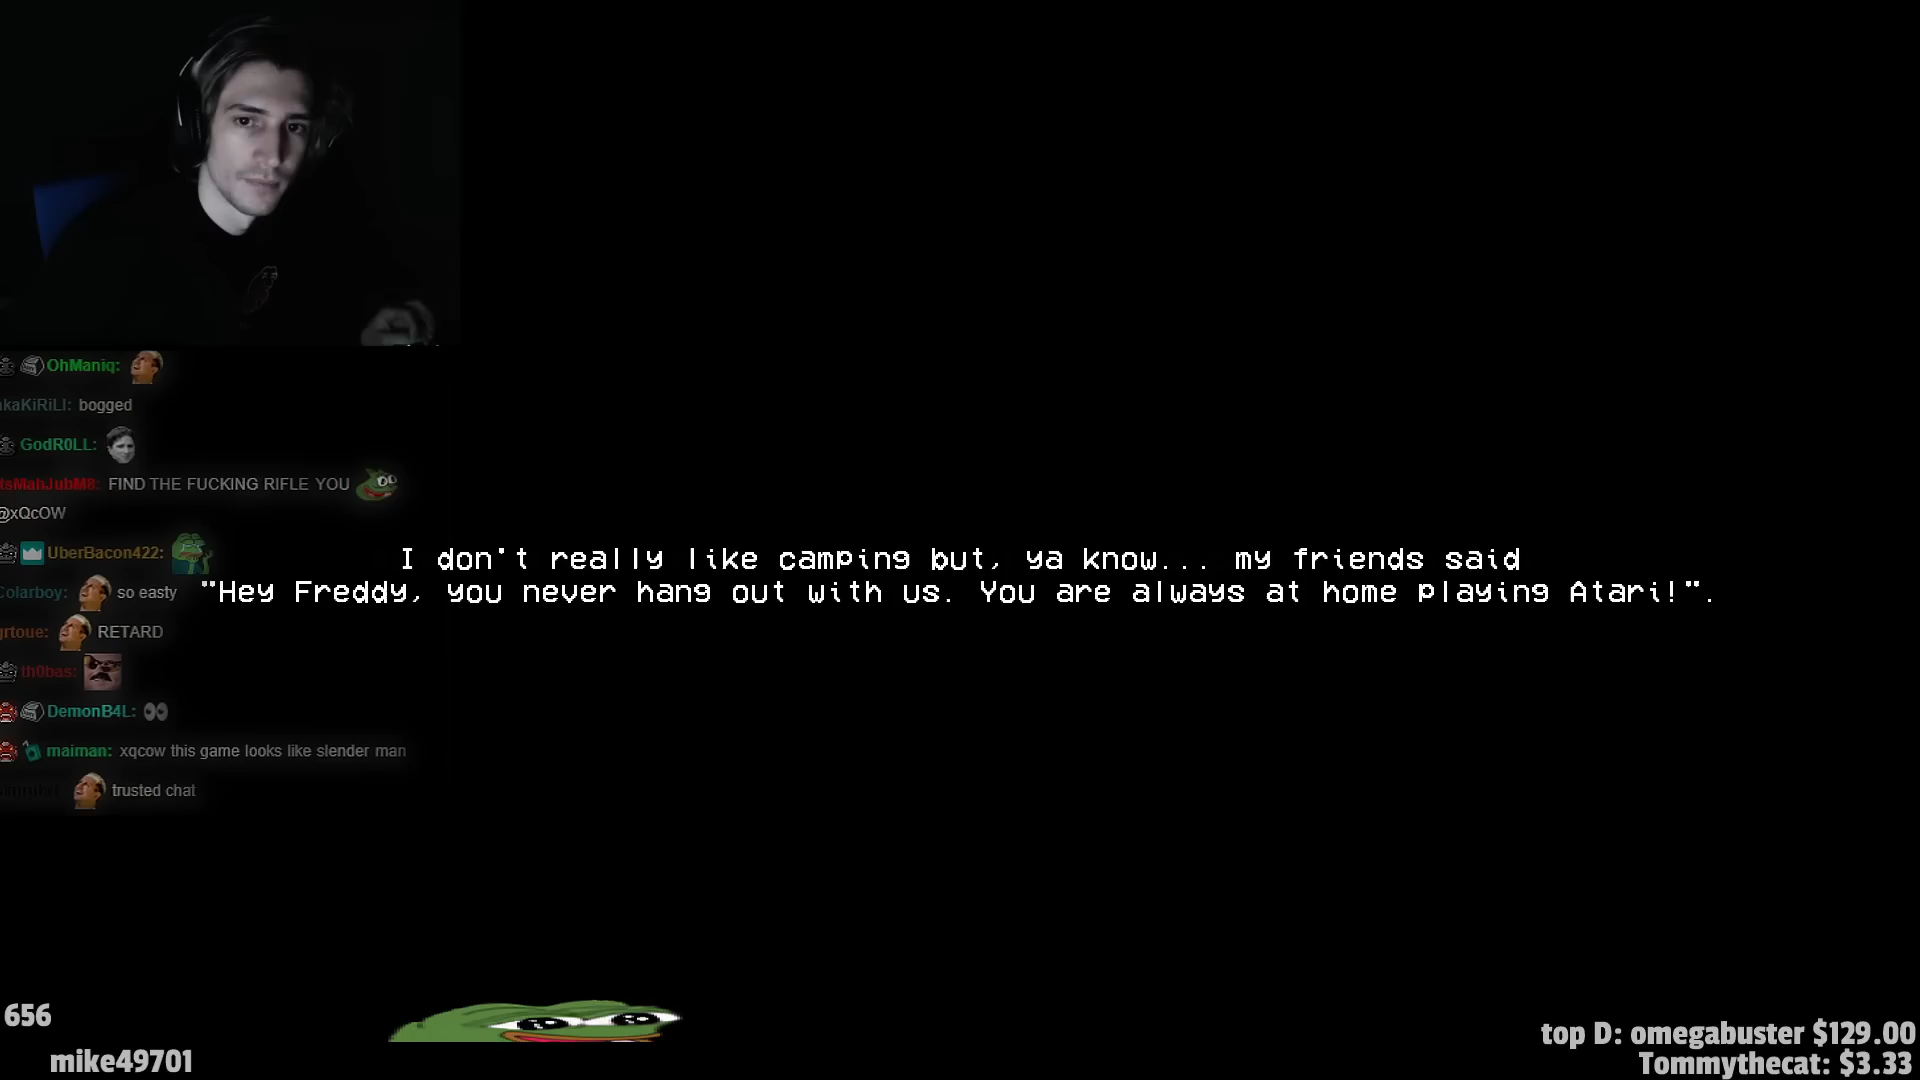 OhManiq:
akaKiRiLl: bogged
GodR0LL:
tsMahJubM8: FIND THE FUCKING RIFLE YOU
@xQcOW
UberBacon422:
Colarboy: so easty
grtoue: RETARD
th0bas:
DemonB4L:
maiman: xqcow this game looks like slender man
trusted chat
I don't really like camping but, ya know... my friends said
"Hey Freddy, you never hang out with us. You are always at home playing Atari!".
656
mike49701
top D: omegabuster $129.00
Tommythecat: $3.33